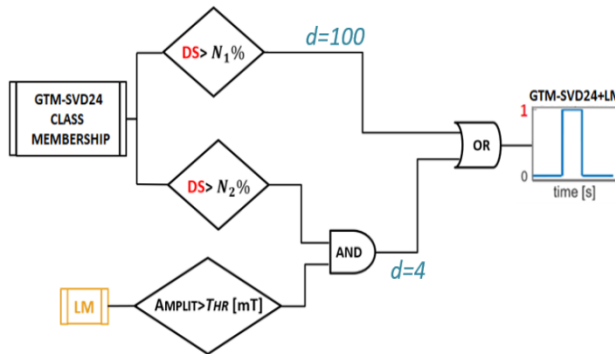 DS> N₁%
d=100
GTM-SVD24
CLASS
MEMBERSHIP
GTM-SVD24+LM
1
OR
0
time [s]
DS> N₂%
AND
d=4
LM
AMPLIT>THR [mT]